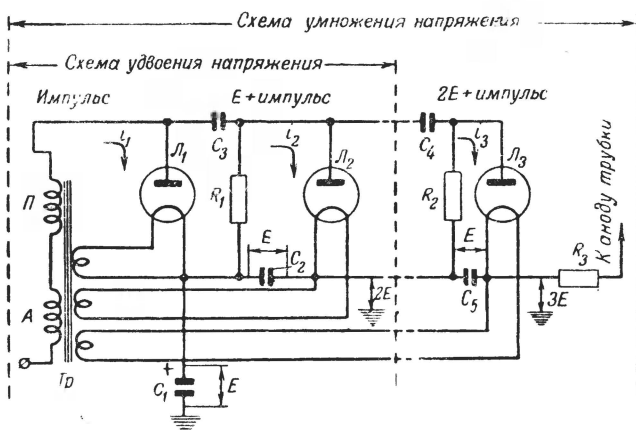 Схема умножения напряжения
Схема удвоения напряжения
Импульс
E + импульс
2E + импульс
i₁
C₃
i₂
C₄
i₃
Л₁
Л₂
Л₃
П
R₁
R₂
E
C₂
E
C₅
R₃
К аноду трубки
2E
3E
А
Тр
+
C₁
E